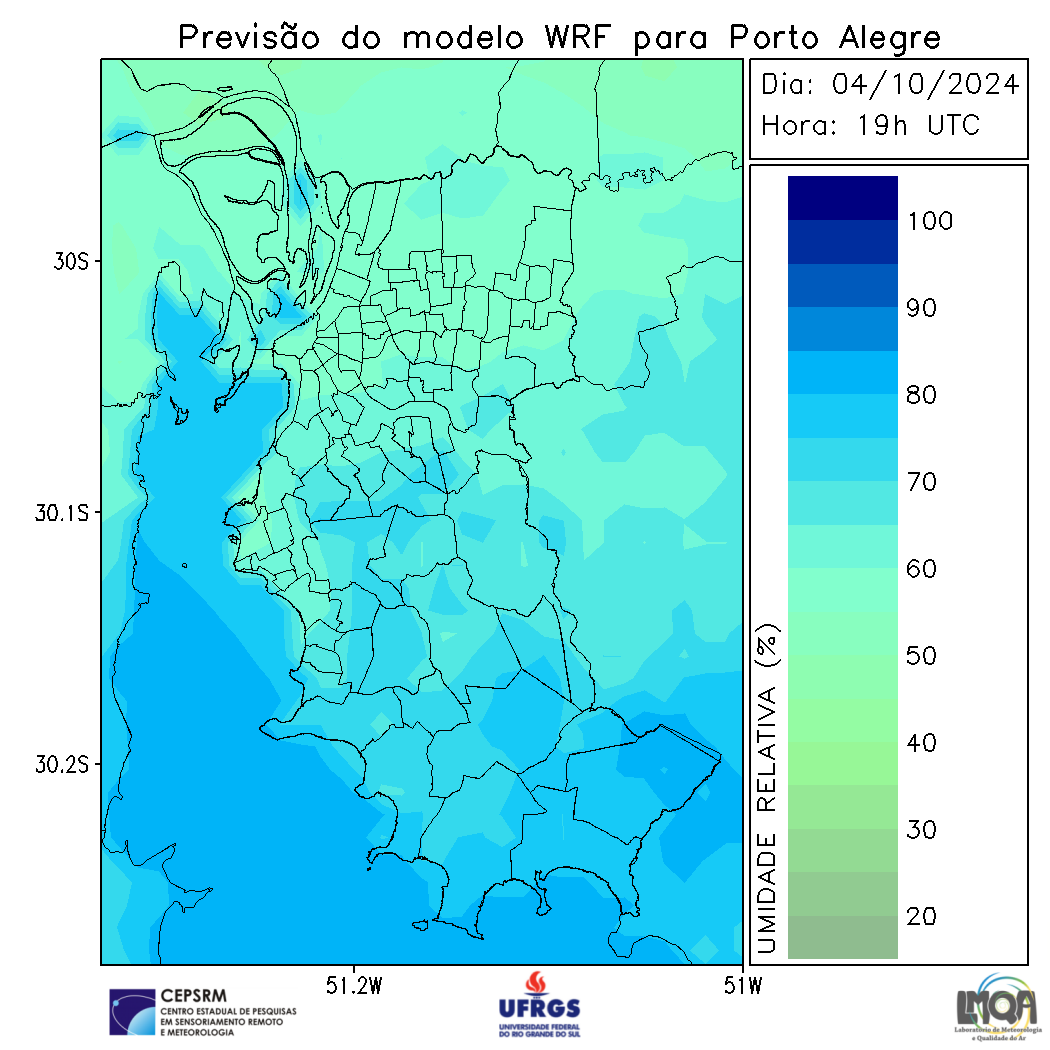 Previsão do modelo WRF para Porto Alegre
Dia: 04/10/2024
Hora: 19h UTC
30S
30.1S
30.2S
51.2W
51W
UMIDADE RELATIVA (%)
100
90
80
70
60
50
40
30
20
CEPSRM
CENTRO ESTADUAL DE PESQUISAS
EM SENSORIAMENTO REMOTO
E METEOROLOGIA
UFRGS
UNIVERSIDADE FEDERAL
DO RIO GRANDE DO SUL
LMQA
Laboratório de Meteorologia
e Qualidade do Ar